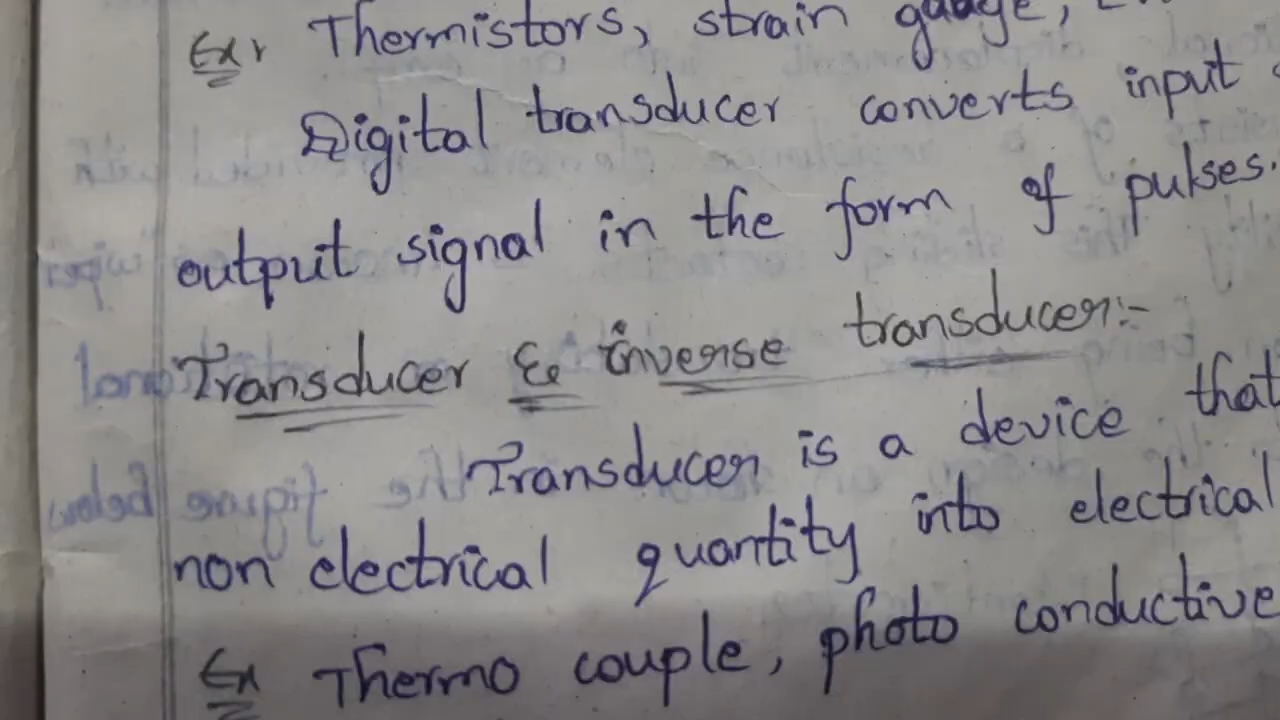 Ex, Thermistors, strain gauge,
Digital transducer converts input
output signal in the form of pulses.
Transducer & inverse transducer:-
Transducer is a device that
non electrical quantity into electrical
Ex Thermo couple, photo conductive